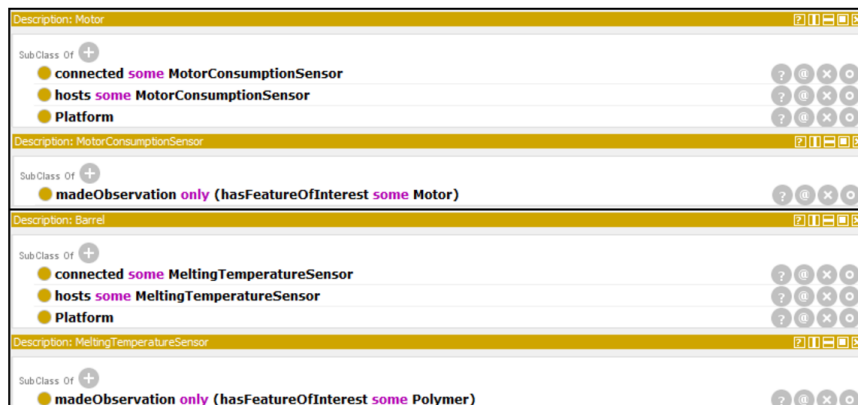 Description: Motor
SubClass Of
connected some MotorConsumptionSensor
hosts some MotorConsumptionSensor
Platform
Description: MotorConsumptionSensor
SubClass Of
madeObservation only (hasFeatureOfInterest some Motor)
Description: Barrel
SubClass Of
connected some MeltingTemperatureSensor
hosts some MeltingTemperatureSensor
Platform
Description: MeltingTemperatureSensor
SubClass Of
madeObservation only (hasFeatureOfInterest some Polymer)